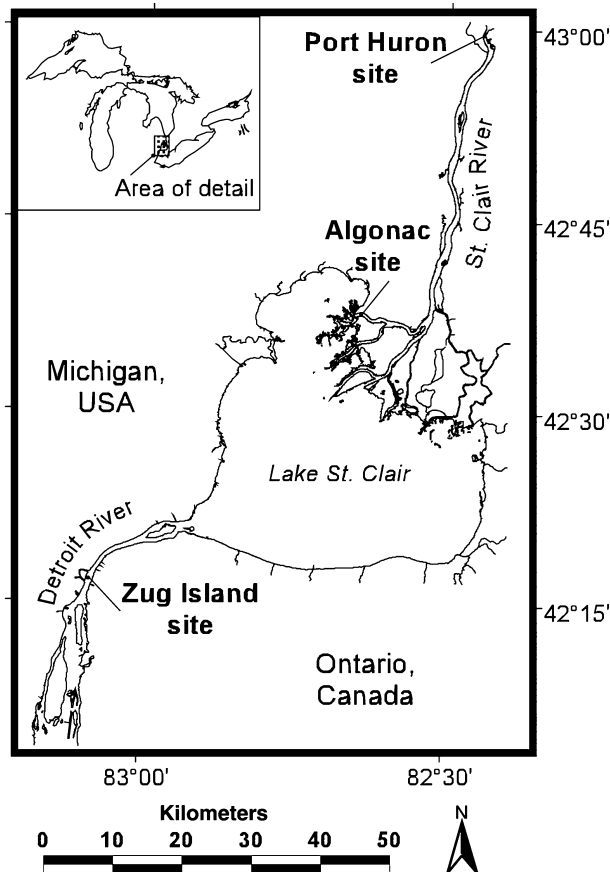 Port Huron
site
43°00'
Area of detail
St. Clair River
Algonac
site
42°45'
Michigan,
USA
42°30'
Lake St. Clair
Detroit River
Zug Island
site
42°15'
Ontario,
Canada
83°00'
82°30'
Kilometers
N
0 10 20 30 40 50